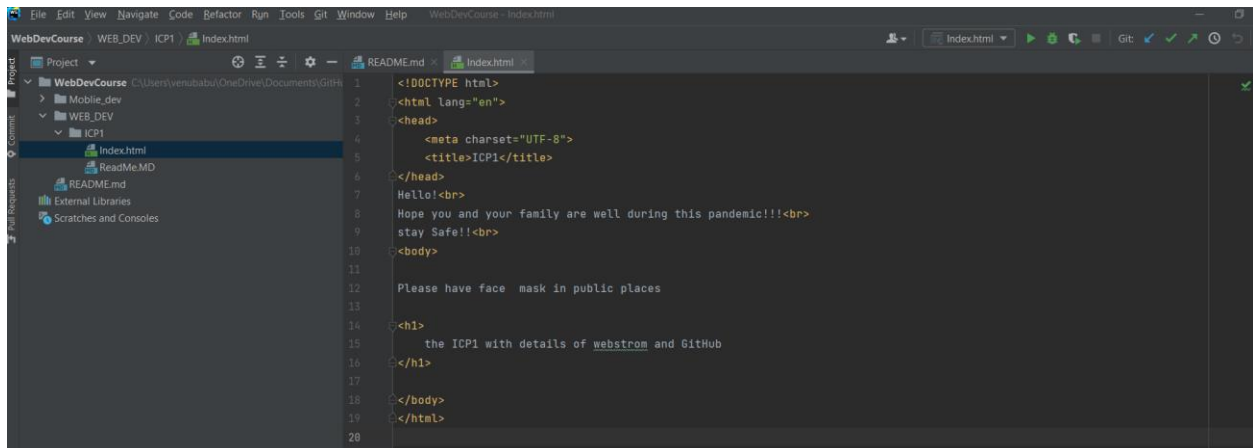 WS File Edit View Navigate Code Refactor Run Tools Git Window Help WebDevCourse - Index.html
WebDevCourse WEB_DEV ICP1 Index.html Index.html Git:
Project README.md Index.html
Project
Commit
Pull Requests
WebDevCourse C:\Users\venubabu\OneDrive\Documents\GitH
Moblie_dev
WEB_DEV
ICP1
Index.html
ReadMe.MD
README.md
External Libraries
Scratches and Consoles
1 <!DOCTYPE html>
2 <html lang="en">
3 <head>
4 <meta charset="UTF-8">
5 <title>ICP1</title>
6 </head>
7 Hello!<br>
8 Hope you and your family are well during this pandemic!!!<br>
9 stay Safe!!<br>
10 <body>
11
12 Please have face  mask in public places
13
14 <h1>
15 the ICP1 with details of webstrom and GitHub
16 </h1>
17
18 </body>
19 </html>
20